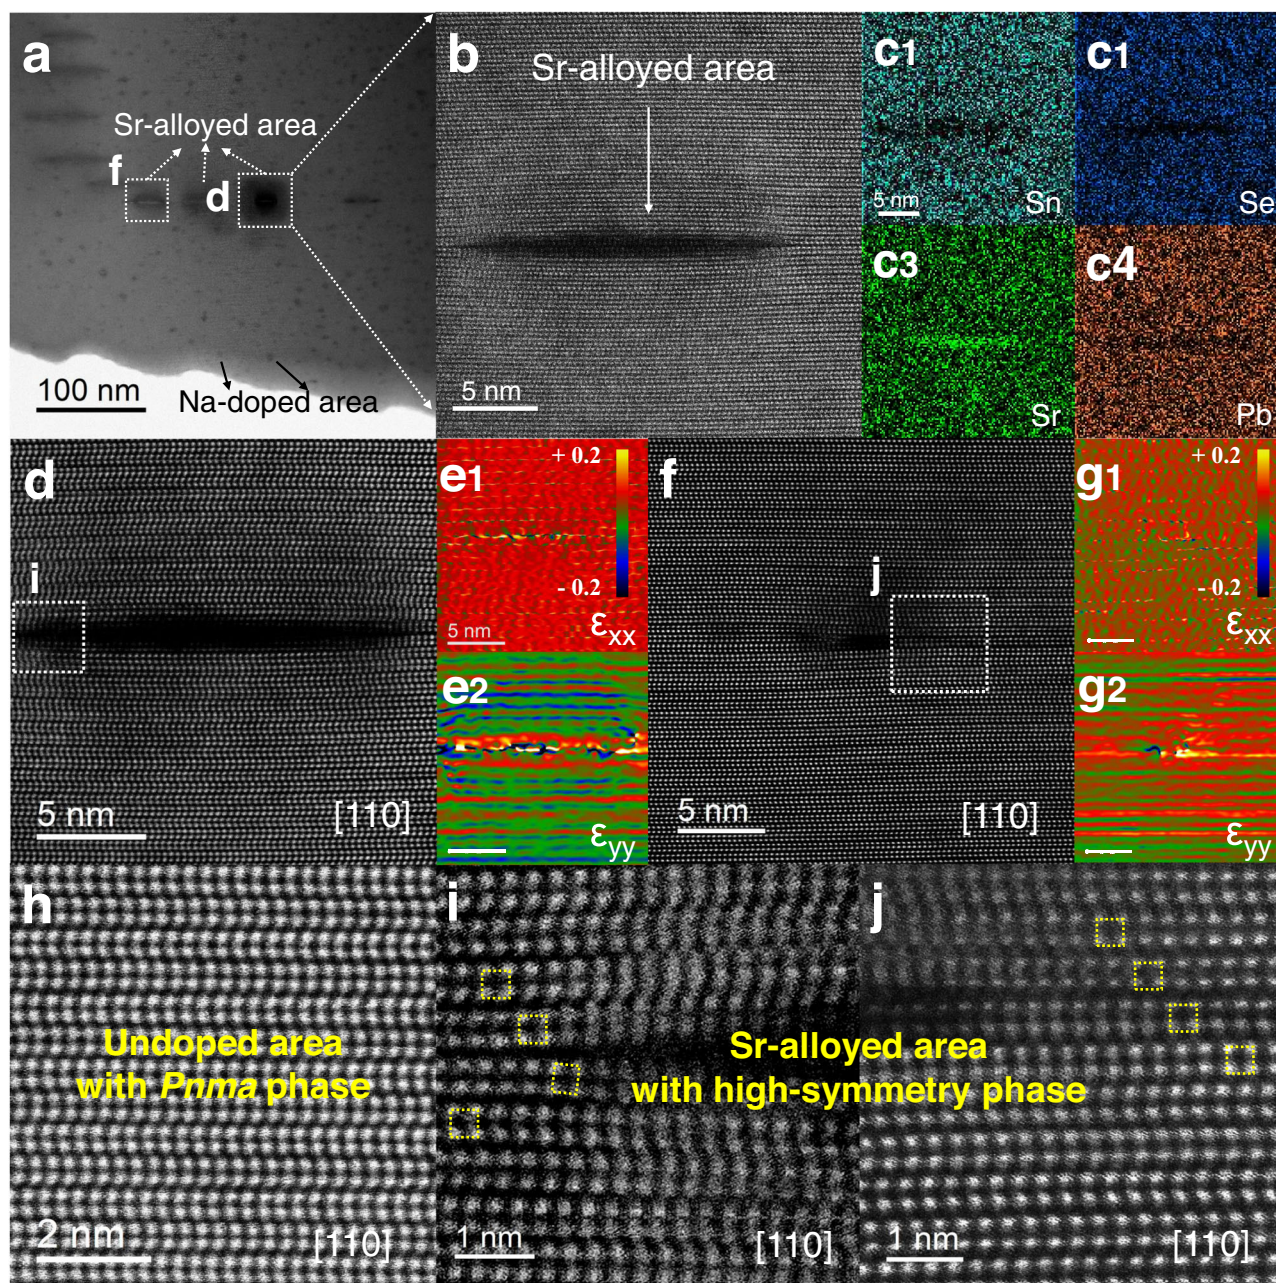 a
Sr-alloyed area
f
d
100 nm
Na-doped area
b
Sr-alloyed area
5 nm
c1
5 nm
Sn
c1
Se
c3
Sr
c4
Pb
d
i
5 nm
[110]
e1
+ 0.2
- 0.2
5 nm
εxx
e2
εyy
f
j
5 nm
[110]
g1
+ 0.2
- 0.2
εxx
g2
εyy
h
Undoped area
with Pnma phase
2 nm
[110]
i
Sr-alloyed area
with high-symmetry phase
1 nm
[110]
j
1 nm
[110]